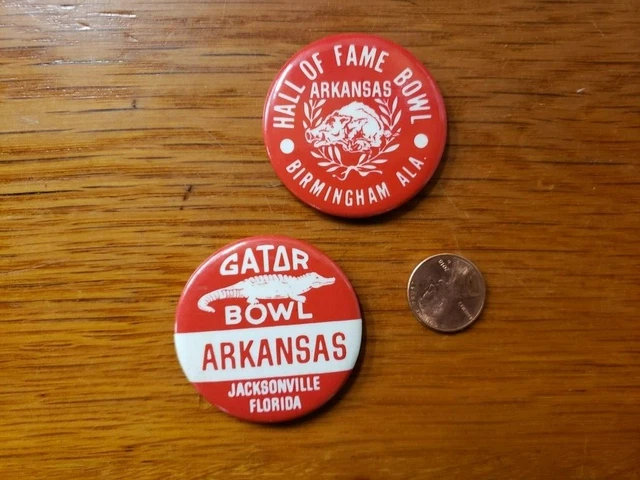 HALL OF FAME BOWL
ARKANSAS
BIRMINGHAM ALA.
GATOR
BOWL
ARKANSAS
JACKSONVILLE
FLORIDA